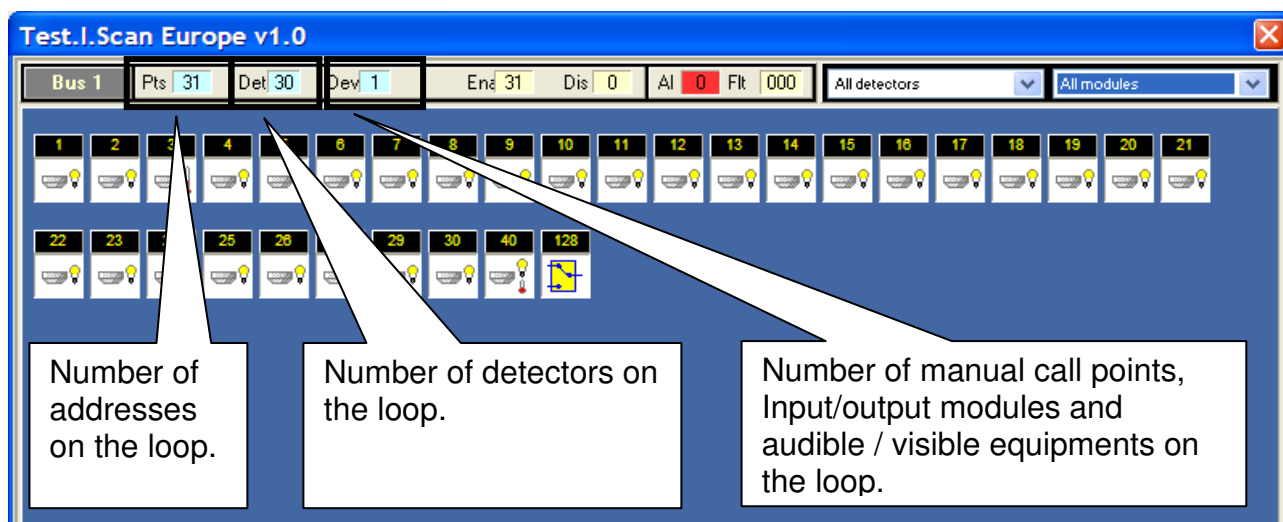 Test.I.Scan Europe v1.0
Bus 1 Pts 31 Det 30 Dev 1 Ena 31 Dis 0 Al 0 Flt 000 All detectors All modules
1 2 3 4 6 7 8 9 10 11 12 13 14 15 16 17 18 19 20 21
22 23 25 26 29 30 40 128
Number of
addresses
on the loop.
Number of detectors on
the loop.
Number of manual call points,
Input/output modules and
audible / visible equipments on
the loop.